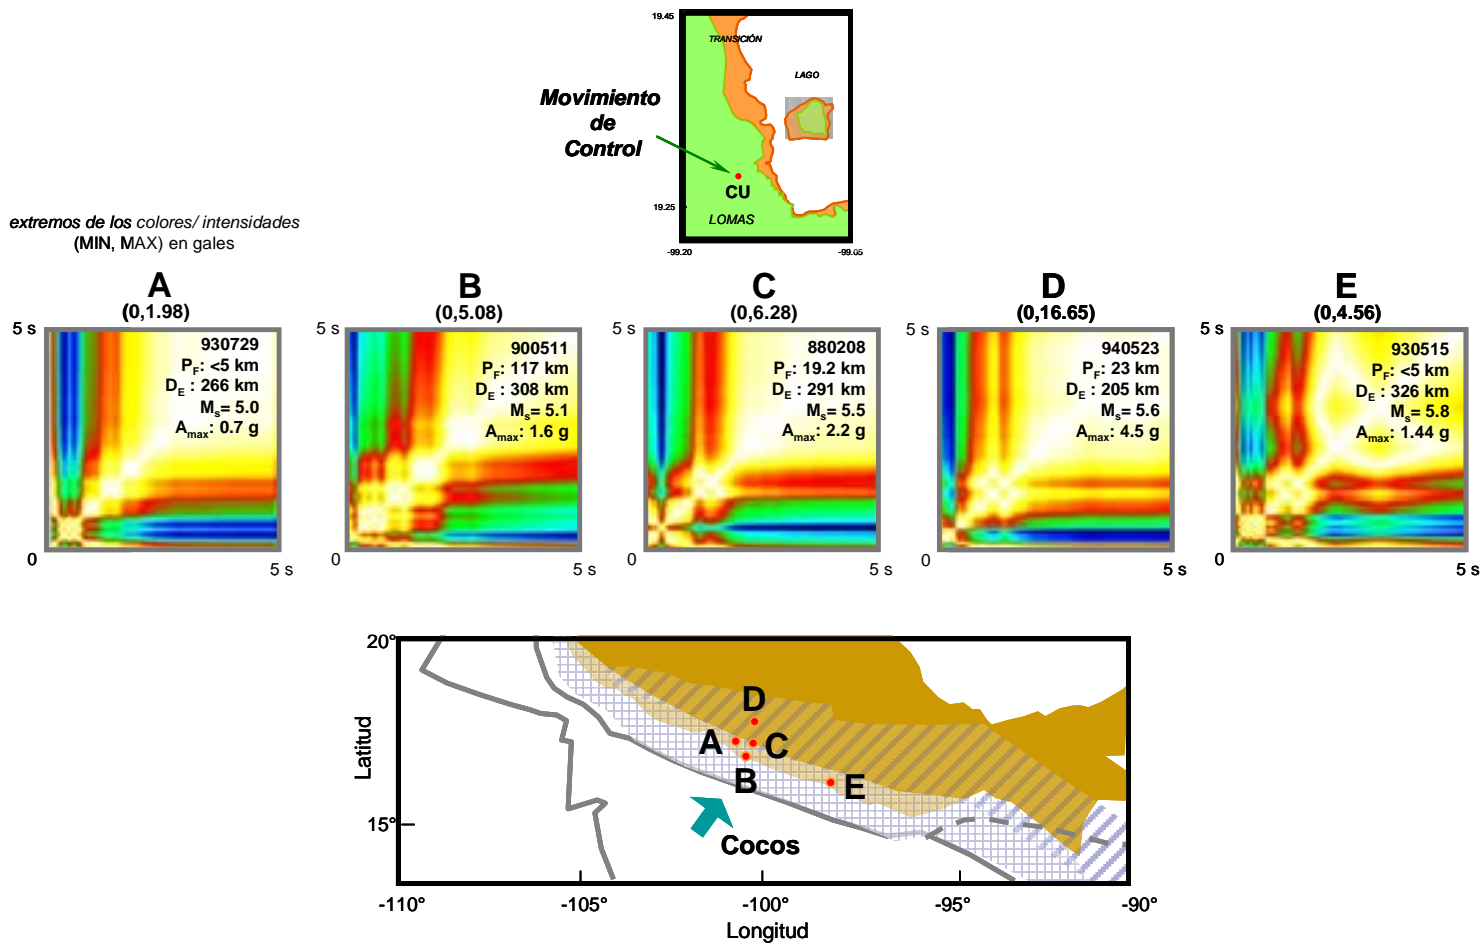 19.45
TRANSICIÓN
LAGO
Movimiento
de
Control
CU
19.25
LOMAS
-99.20
-99.05
extremos de los colores/ intensidades
(MIN, MAX) en gales
A
(0,1.98)
5 s
930729
PF: <5 km
DE : 266 km
Ms= 5.0
Amax: 0.7 g
0
5 s
B
(0,5.08)
5 s
900511
PF: 117 km
DE : 308 km
Ms= 5.1
Amax: 1.6 g
0
5 s
C
(0,6.28)
5 s
880208
PF: 19.2 km
DE : 291 km
Ms= 5.5
Amax: 2.2 g
0
5 s
D
(0,16.65)
5 s
940523
PF: 23 km
DE : 205 km
Ms= 5.6
Amax: 4.5 g
0
5 s
E
(0,4.56)
5 s
930515
PF: <5 km
DE : 326 km
Ms= 5.8
Amax: 1.44 g
0
5 s
20°
Latitud
15°
D
A
C
B
E
Cocos
-110°
-105°
-100°
-95°
-90°
Longitud